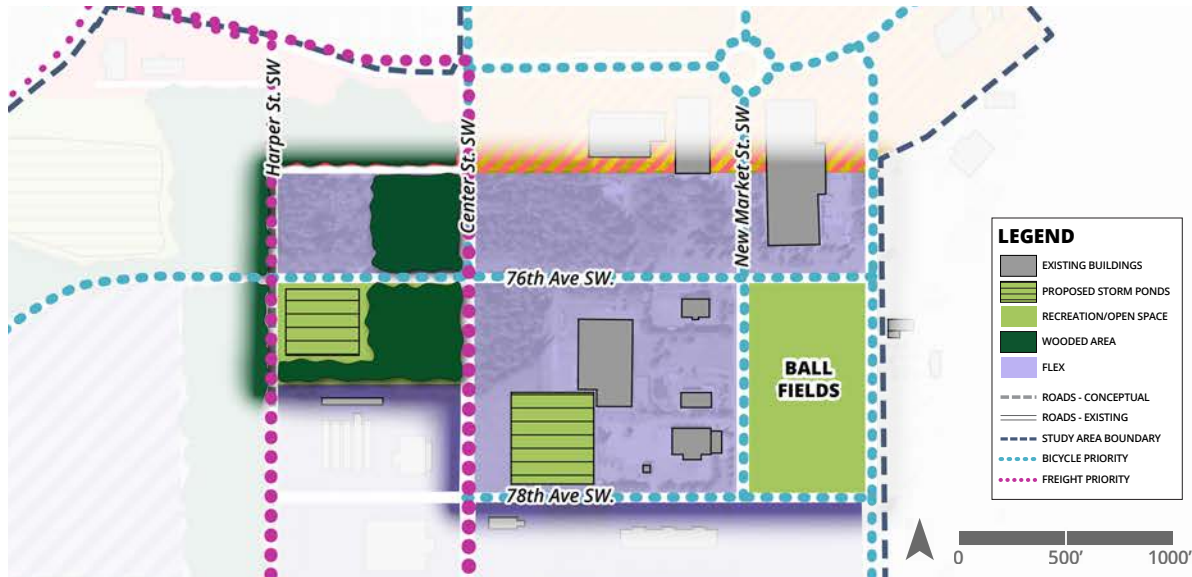 Harper St. SW
Center St. SW
New Market St. SW
76th Ave SW.
BALL
FIELDS
78th Ave SW.
LEGEND
EXISTING BUILDINGS
PROPOSED STORM PONDS
RECREATION/OPEN SPACE
WOODED AREA
FLEX
ROADS - CONCEPTUAL
ROADS - EXISTING
STUDY AREA BOUNDARY
BICYCLE PRIORITY
FREIGHT PRIORITY
0 500' 1000'